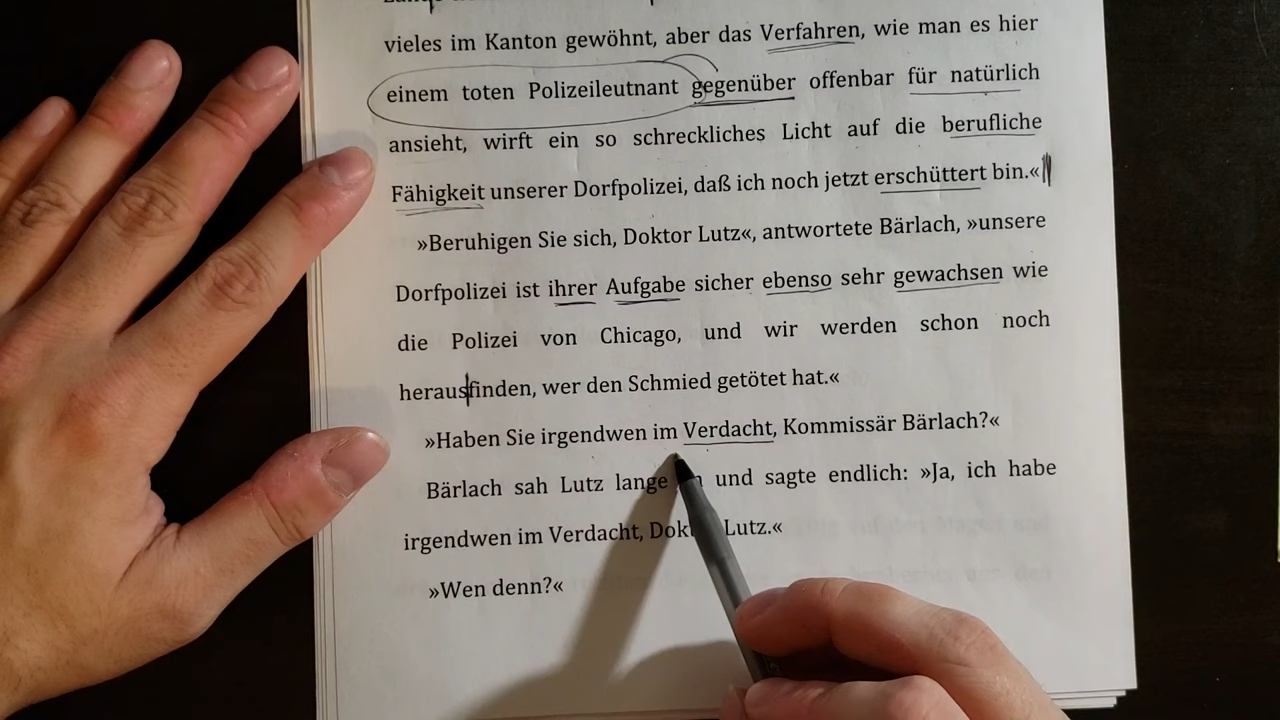 vieles im Kanton gewöhnt, aber das Verfahren, wie man es hier
einem toten Polizeileutnant gegenüber offenbar für natürlich
ansieht, wirft ein so schreckliches Licht auf die berufliche
Fähigkeit unserer Dorfpolizei, daß ich noch jetzt erschüttert bin.«
»Beruhigen Sie sich, Doktor Lutz«, antwortete Bärlach, »unsere
Dorfpolizei ist ihrer Aufgabe sicher ebenso sehr gewachsen wie
die Polizei von Chicago, und wir werden schon noch
herausfinden, wer den Schmied getötet hat.«
»Haben Sie irgendwen im Verdacht, Kommissär Bärlach?«
Bärlach sah Lutz lange und sagte endlich: »Ja, ich habe
irgendwen im Verdacht, Doktor Lutz.«
»Wen denn?«